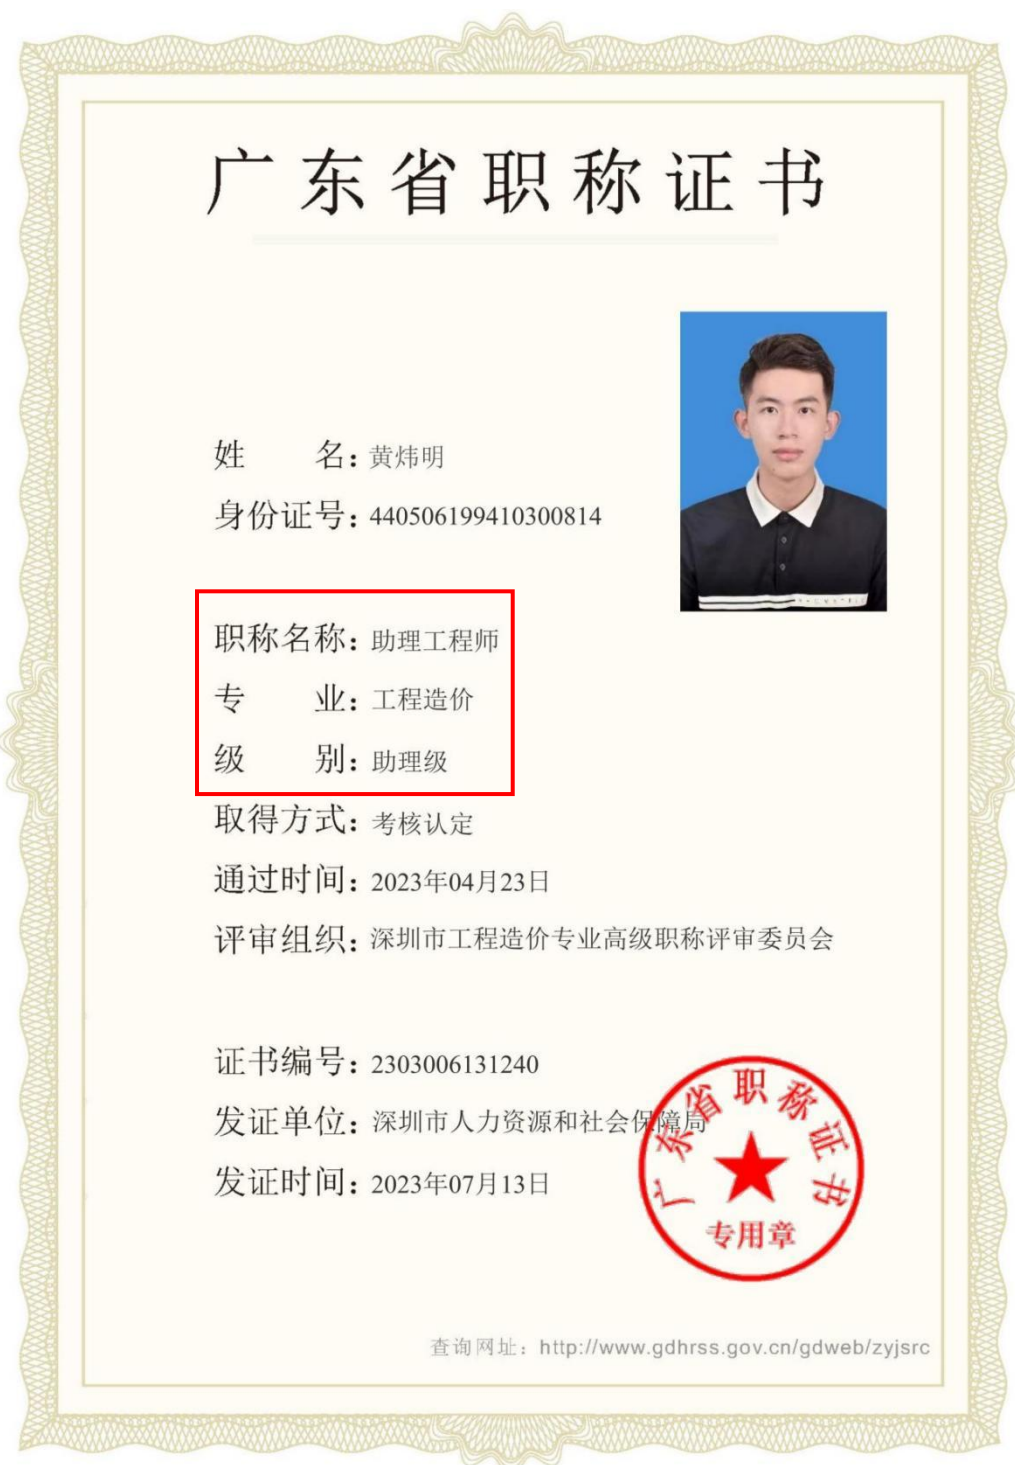 广东省职称证书
姓名：黄炜明
身份证号：440506199410300814
职称名称：助理工程师
专业：工程造价
级别：助理级
取得方式：考核认定
通过时间：2023年04月23日
评审组织：深圳市工程造价专业高级职称评审委员会
证书编号：2303006131240
发证单位：深圳市人力资源和社会保障局
发证时间：2023年07月13日
广东省职称证书
专用章
查询网址：http://www.gdhrss.gov.cn/gdweb/zyjsrc